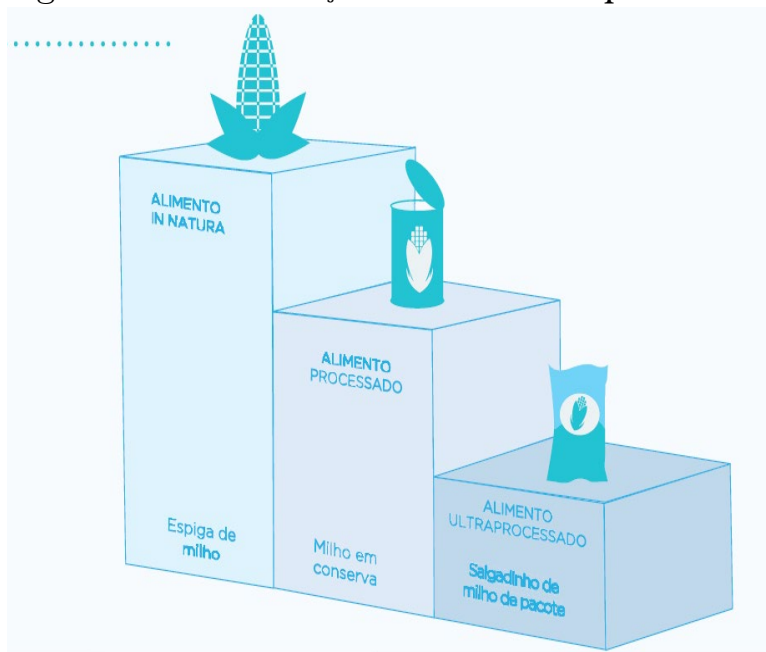 ALIMENTO
IN NATURA
Espiga de
milho
ALIMENTO
PROCESSADO
Milho em
conserva
ALIMENTO
ULTRAPROCESSADO
Salgadinho de
milho de pacote